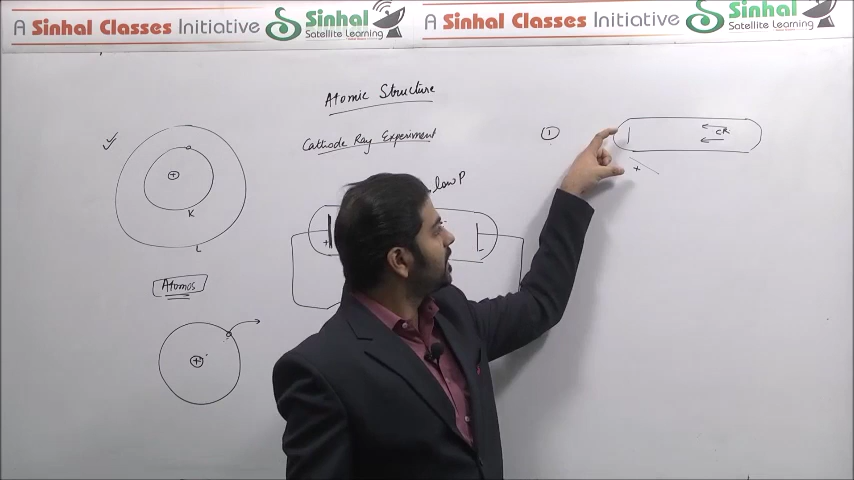 A Sinhal Classes Initiative
Sinhal
Satellite Learning
A Sinhal Classes Initiative
Sinhal
Satellite Learning
Atomic Structure
Cathode Ray Experiment
low P
+
-
+
K
L
Atomos
+
1
CR
+